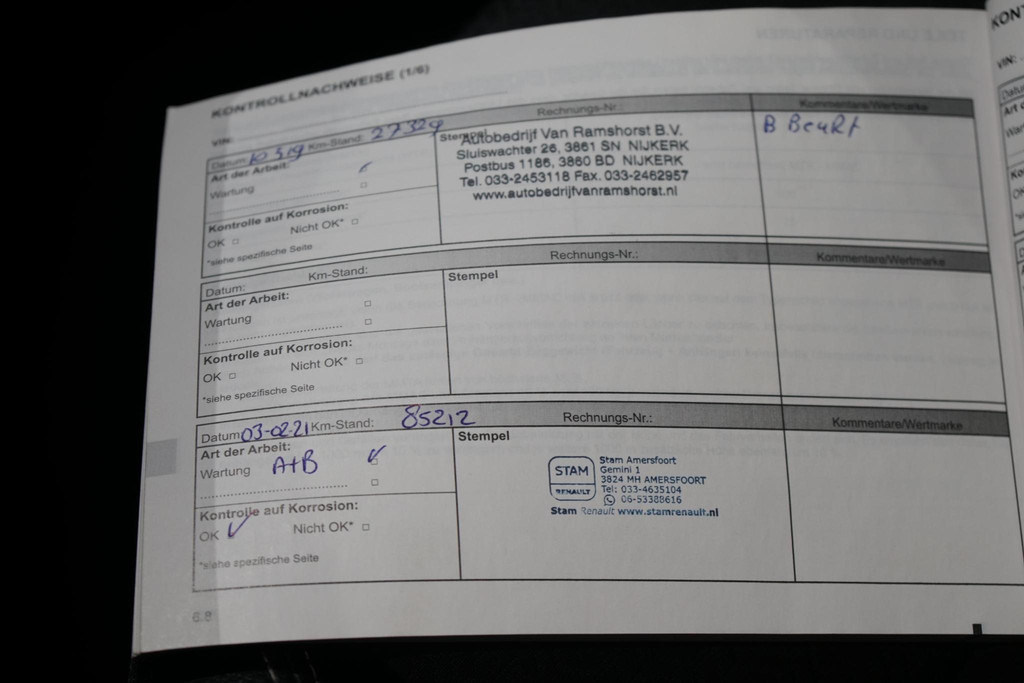 KONTROLLNACHWEISE (1/6)
VIN:
Datum: 10 5 19 Km-Stand: 27329 Rechnungs-Nr.: Kommentare/Wertmarke
Art der Arbeit:
Wartung
Kontrolle auf Korrosion:
OK Nicht OK*
*siehe spezifische Seite
Stempel
Autobedrijf Van Ramshorst B.V.
Sluiswachter 26, 3861 SN NIJKERK
Postbus 1186, 3860 BD NIJKERK
Tel. 033-2453118 Fax. 033-2462957
www.autobedrijfvanramshorst.nl
B Beurt
Datum: Km-Stand: Rechnungs-Nr.: Kommentare/Wertmarke
Art der Arbeit:
Wartung
Kontrolle auf Korrosion:
OK Nicht OK*
*siehe spezifische Seite
Stempel
Datum: 03-02-21 Km-Stand: 85212 Rechnungs-Nr.: Kommentare/Wertmarke
Art der Arbeit:
Wartung A+B
Kontrolle auf Korrosion:
OK Nicht OK*
*siehe spezifische Seite
Stempel
STAM
RENAULT
Stam Amersfoort
Gemini 1
3824 MH AMERSFOORT
Tel: 033-4635104
06-53388616
Stam Renault www.stamrenault.nl
6.8
VIN: